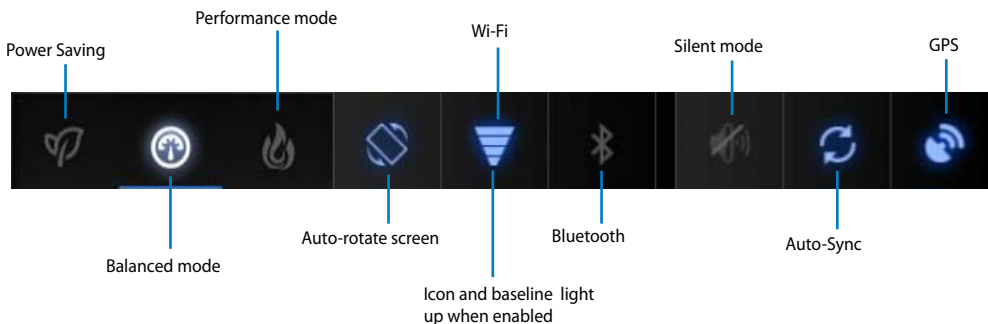 Performance mode
Power Saving
Wi-Fi
Silent mode
GPS
Auto-rotate screen
Bluetooth
Auto-Sync
Balanced mode
Icon and baseline light
up when enabled